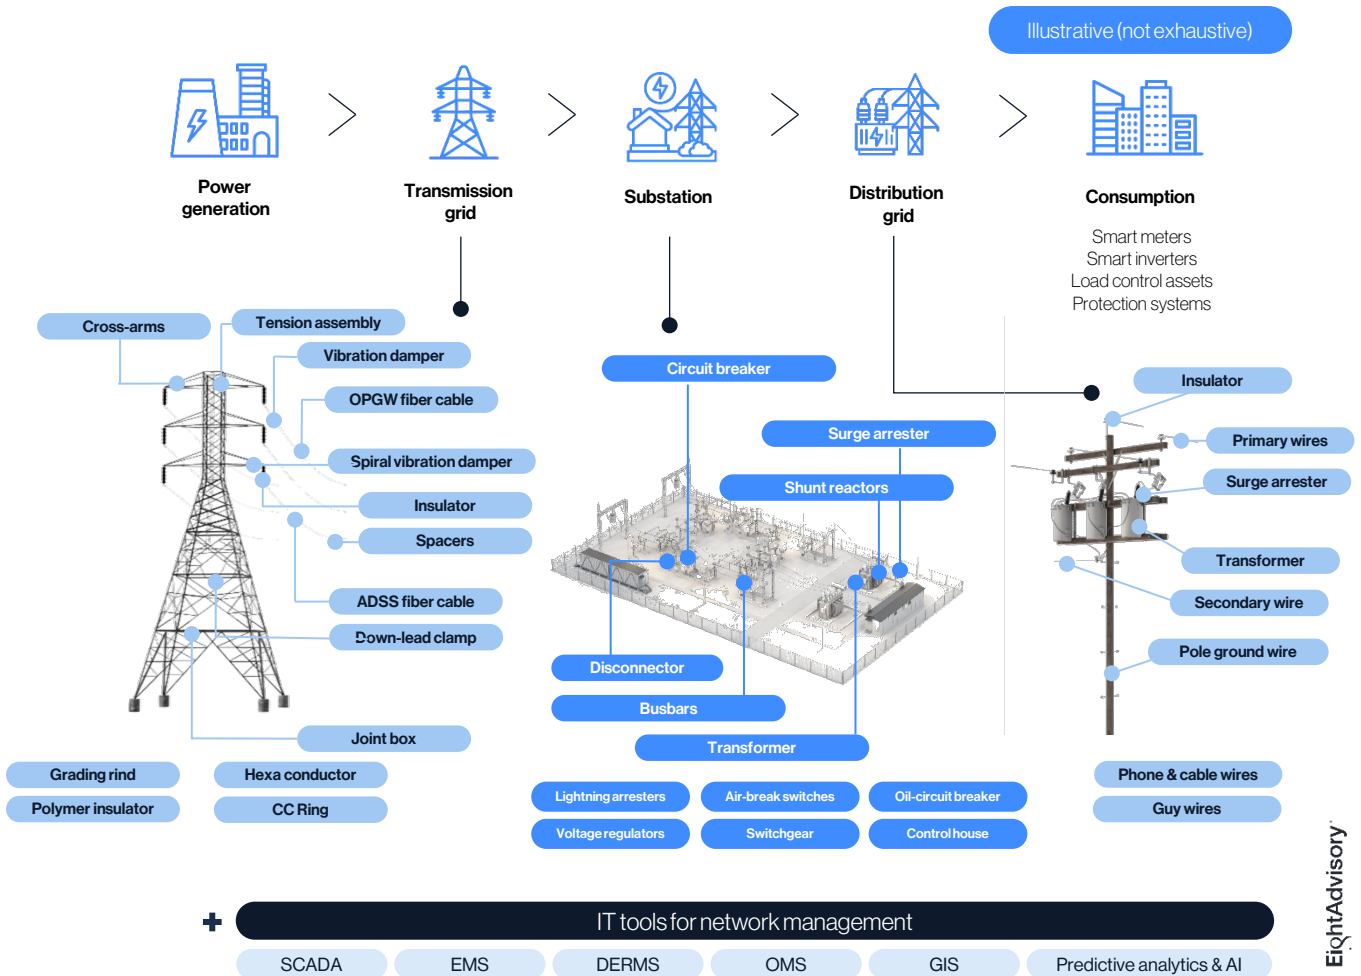 Illustrative (not exhaustive)
Power
generation
Transmission
grid
Substation
Distribution
grid
Consumption
Smart meters
Smart inverters
Load control assets
Protection systems
Cross-arms
Tension assembly
Vibration damper
OPGW fiber cable
Spiral vibration damper
Insulator
Spacers
ADSS fiber cable
Down-lead clamp
Joint box
Grading rind
Hexa conductor
Polymer insulator
CC Ring
Circuit breaker
Surge arrester
Shunt reactors
Disconnector
Busbars
Transformer
Lightning arresters
Air-break switches
Oil-circuit breaker
Voltage regulators
Switchgear
Control house
Insulator
Primary wires
Surge arrester
Transformer
Secondary wire
Pole ground wire
Phone & cable wires
Guy wires
EightAdvisory
+
IT tools for network management
SCADA
EMS
DERMS
OMS
GIS
Predictive analytics & AI